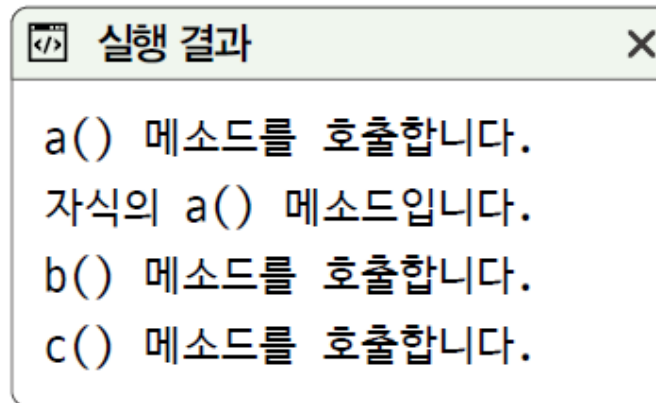 실행 결과
a() 메소드를 호출합니다.
자식의 a() 메소드입니다.
b() 메소드를 호출합니다.
c() 메소드를 호출합니다.